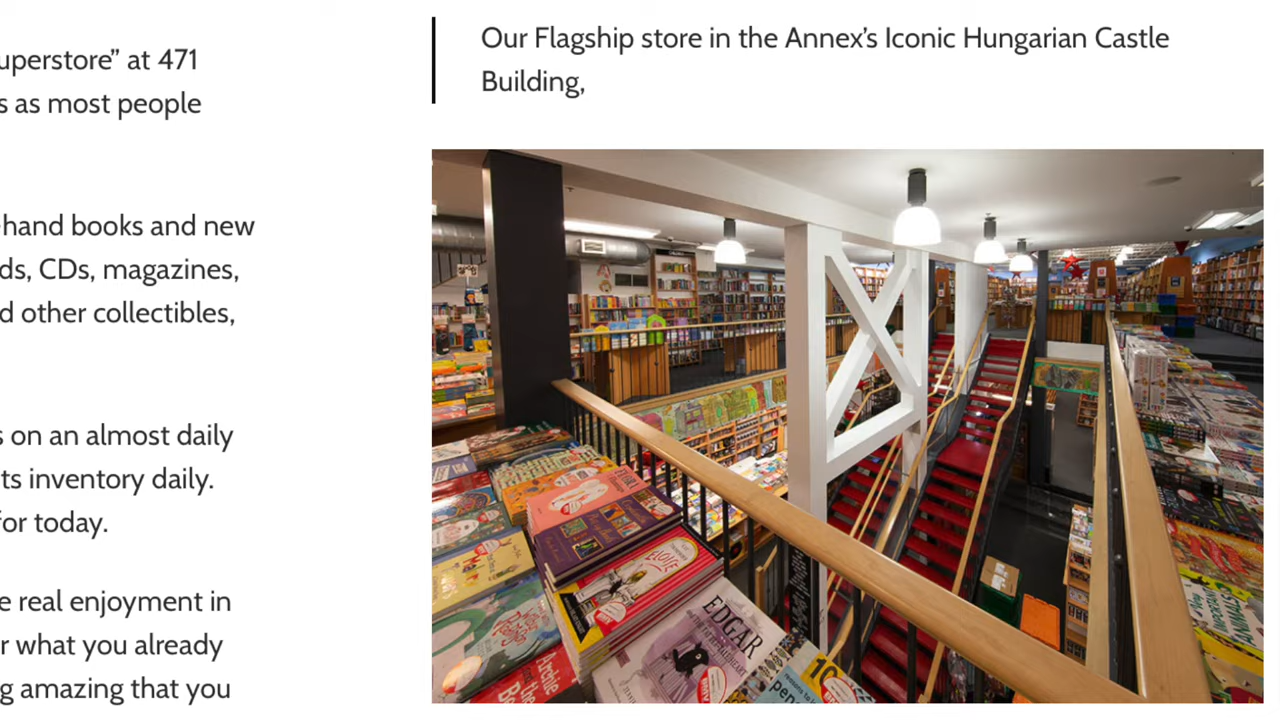 uperstore” at 471
s as most people
-hand books and new
ds, CDs, magazines,
d other collectibles,
s on an almost daily
ts inventory daily.
for today.
e real enjoyment in
r what you already
g amazing that you
Our Flagship store in the Annex’s Iconic Hungarian Castle
Building,
ELOISE
EDGAR
Archie